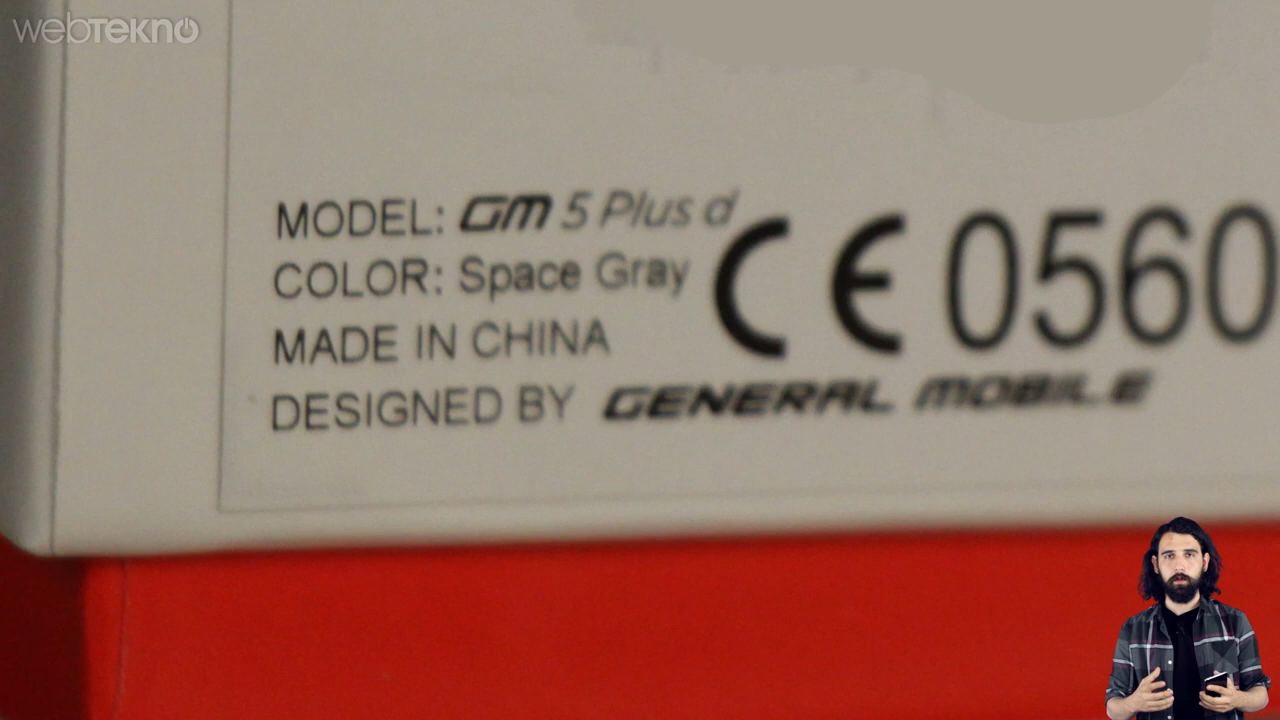 webtekno
MODEL: GM 5 Plus d
COLOR: Space Gray
MADE IN CHINA
DESIGNED BY GENERAL MOBILE
CE 0560